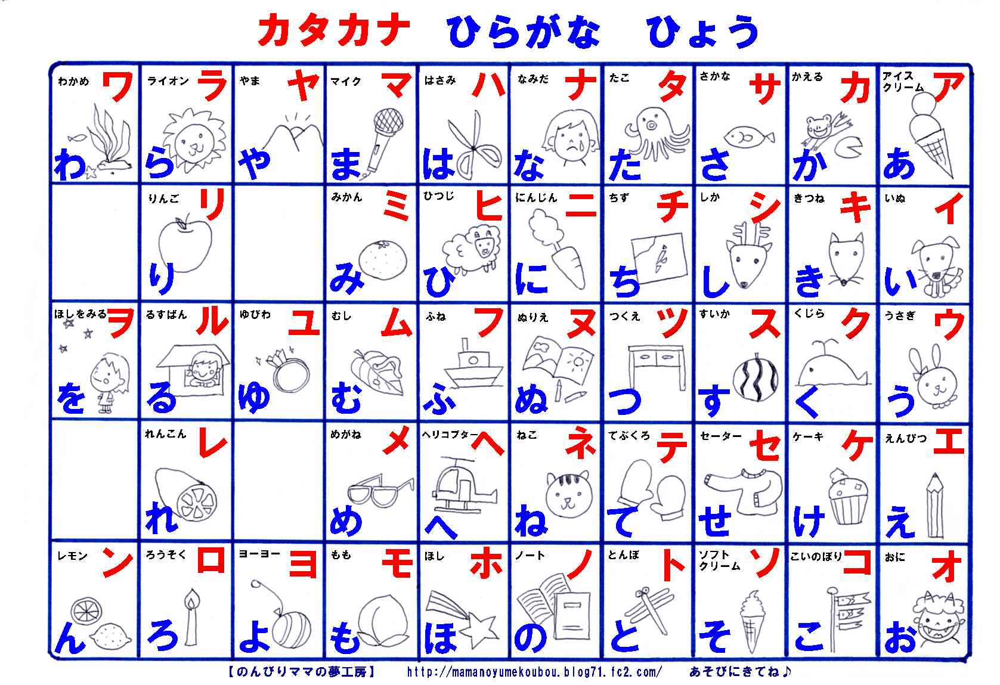 カタカナ ひらがな ひょう
アイス
クリーム ア
あ
かえる カ
か
さかな サ
さ
たこ タ
た
なみだ ナ
な
はさみ ハ
は
マイク マ
ま
やま ヤ
や
ライオン ラ
ら
わかめ ワ
わ
いぬ イ
い
きつね キ
き
しか シ
し
ちず チ
ち
にんじん ニ
に
ひつじ ヒ
ひ
みかん ミ
み
りんご リ
り
うさぎ ウ
う
くじら ク
く
すいか ス
す
つくえ ツ
つ
ぬりえ ヌ
ぬ
ふね フ
ふ
むし ム
む
ゆびわ ユ
ゆ
るすばん ル
る
ほしをみる ヲ
を
えんぴつ エ
え
ケーキ ケ
け
セーター セ
せ
てぶくろ テ
て
ねこ ネ
ね
ヘリコプター ヘ
へ
めがね メ
め
れんこん レ
れ
おに オ
お
こいのぼり コ
こ
ソフト
クリーム ソ
そ
とんぼ ト
と
ノート ノ
の
ほし ホ
ほ
もも モ
も
ヨーヨー ヨ
よ
ろうそく ロ
ろ
レモン ン
ん
【のんびりママの夢工房】 http://mamanoyumekoubou.blog71.fc2.com/ あそびにきてね♪